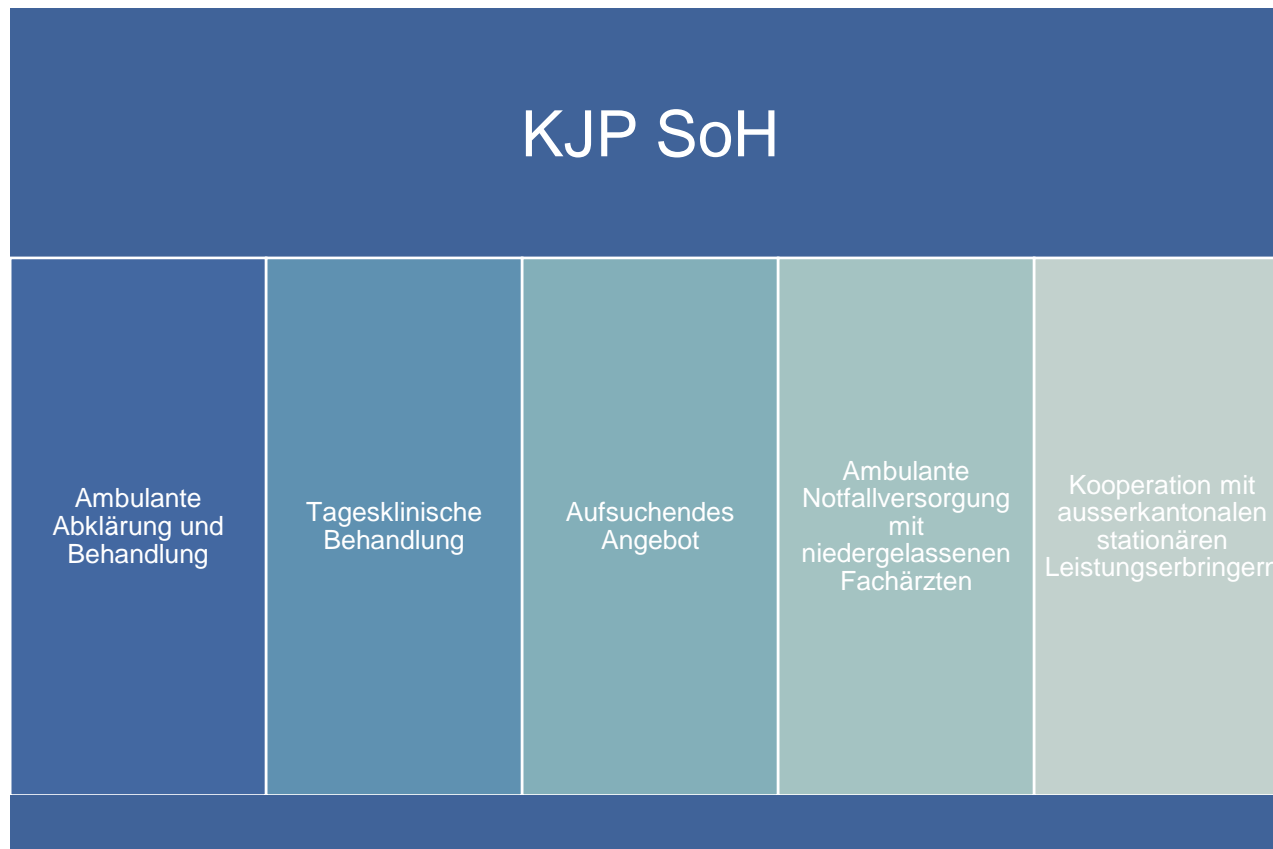 KJP SoH
Ambulante
Abklärung und
Behandlung
Tagesklinische
Behandlung
Aufsuchendes
Angebot
Ambulante
Notfallversorgung
mit
niedergelassenen
Fachärzten
Kooperation mit
ausserkantonalen
stationären
Leistungserbringern